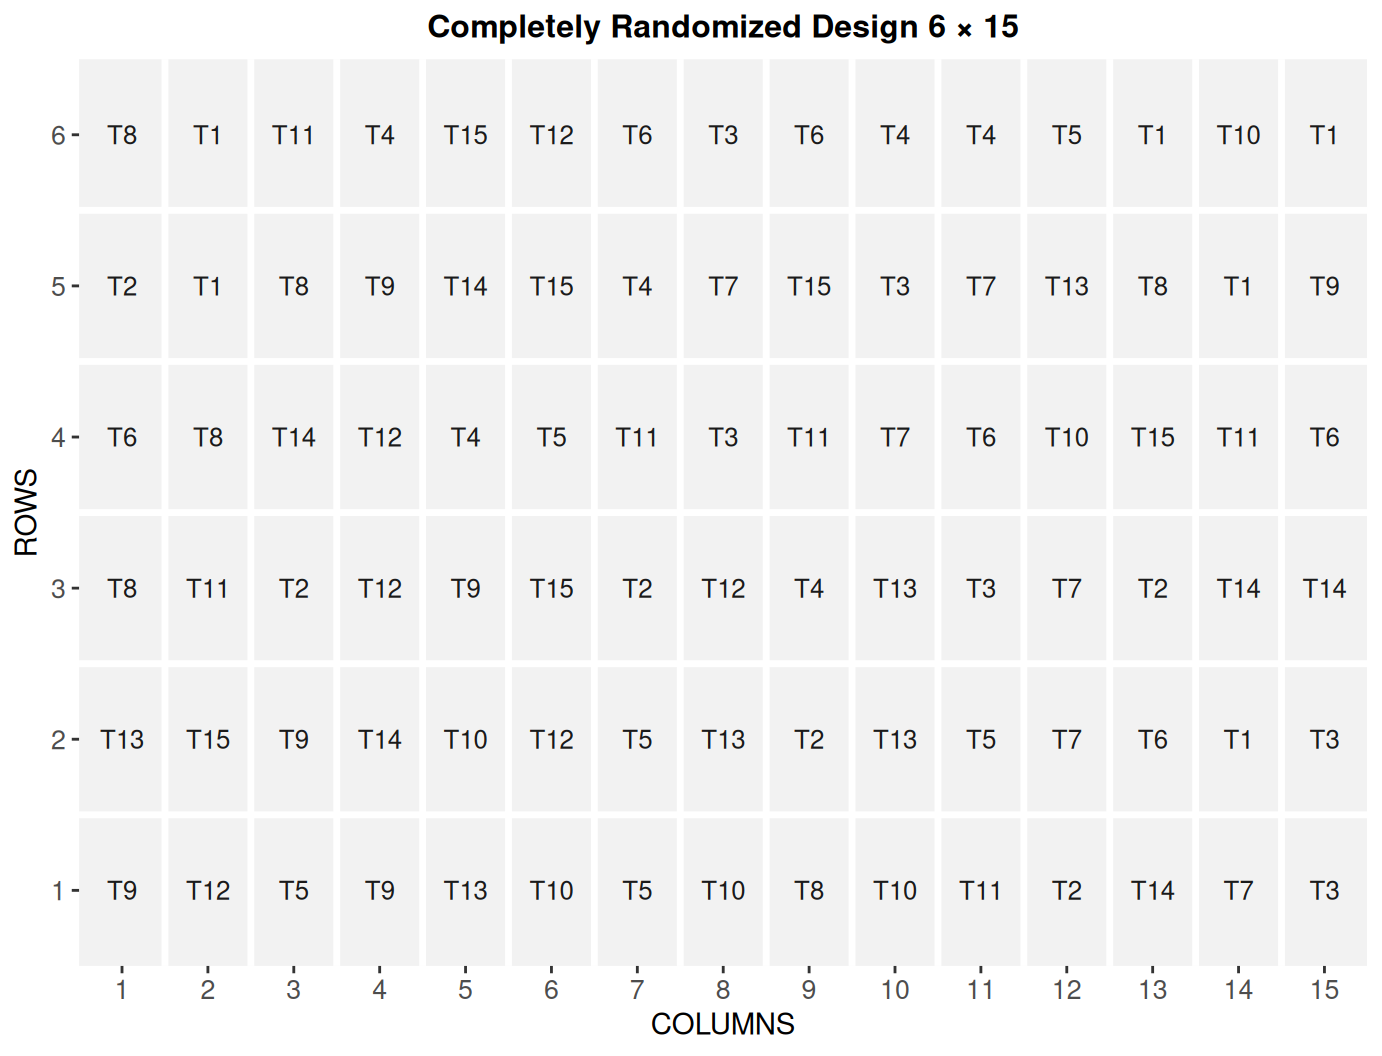 Completely Randomized Design 6 × 15
6 T8 T1 T11 T4 T15 T12 T6 T3 T6 T4 T4 T5 T1 T10 T1
5 T2 T1 T8 T9 T14 T15 T4 T7 T15 T3 T7 T13 T8 T1 T9
4 T6 T8 T14 T12 T4 T5 T11 T3 T11 T7 T6 T10 T15 T11 T6
ROWS
3 T8 T11 T2 T12 T9 T15 T2 T12 T4 T13 T3 T7 T2 T14 T14
2 T13 T15 T9 T14 T10 T12 T5 T13 T2 T13 T5 T7 T6 T1 T3
1 T9 T12 T5 T9 T13 T10 T5 T10 T8 T10 T11 T2 T14 T7 T3
1 2 3 4 5 6 7 8 9 10 11 12 13 14 15
COLUMNS